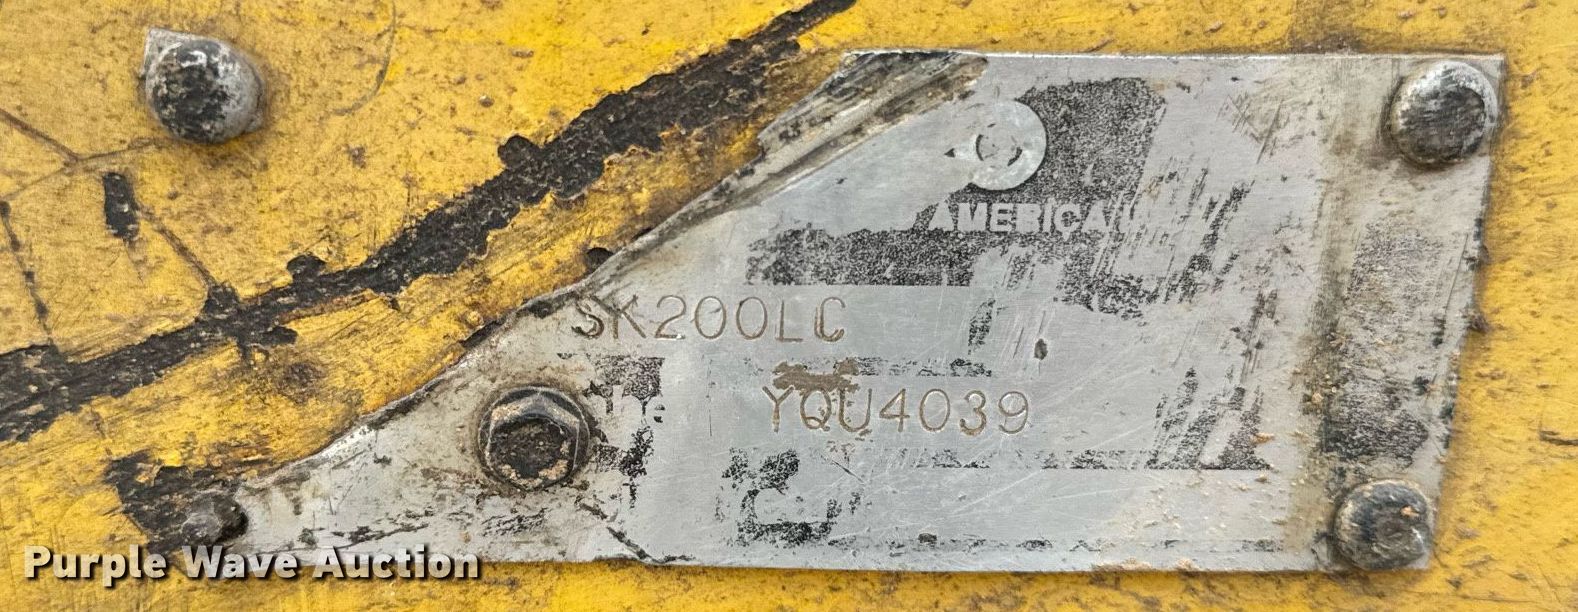 AMERICA
SK200LC
YQU4039
Purple Wave Auction